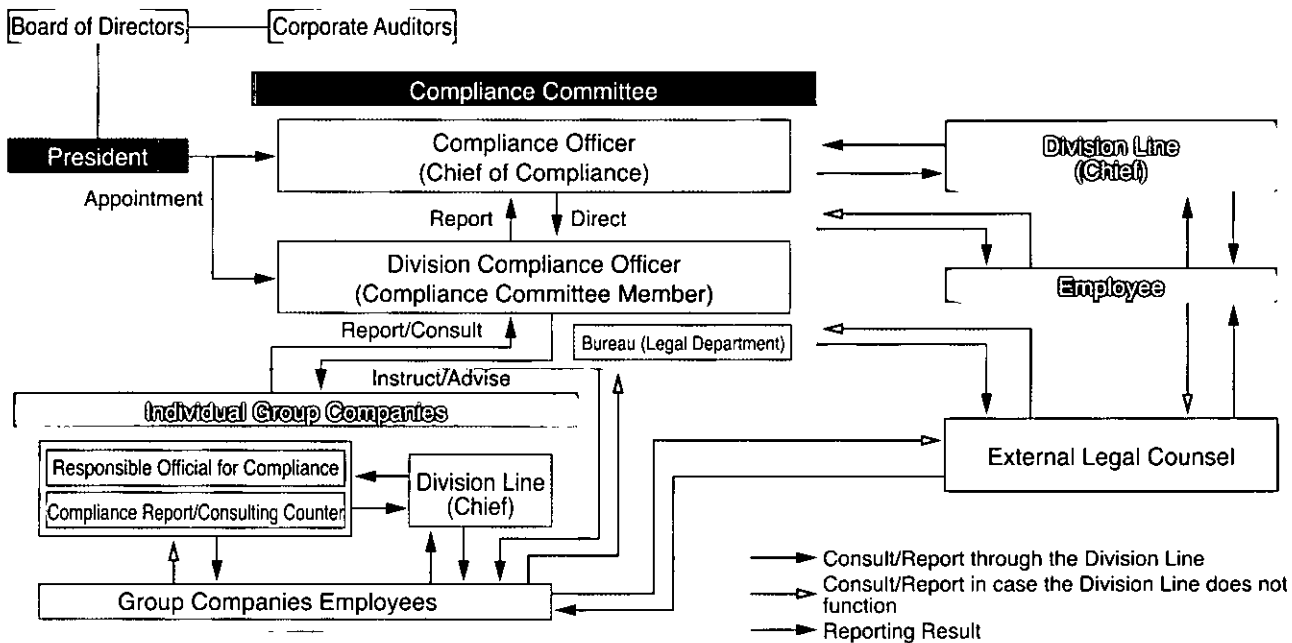 Board of Directors
Corporate Auditors
Compliance Committee
President
Appointment
Compliance Officer
(Chief of Compliance)
Division Line
(Chief)
Report
Direct
Division Compliance Officer
(Compliance Committee Member)
Employee
Report/Consult
Bureau (Legal Department)
Instruct/Advise
Individual Group Companies
External Legal Counsel
Responsible Official for Compliance
Compliance Report/Consulting Counter
Division Line
(Chief)
Group Companies Employees
Consult/Report through the Division Line
Consult/Report in case the Division Line does not
function
Reporting Result